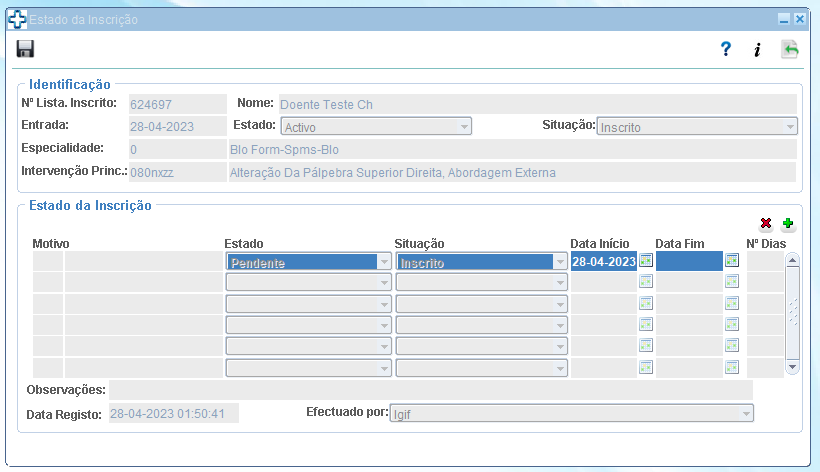 Estado da Inscrição
? i
Identificação
Nº Lista. Inscrito: 624697 Nome: Doente Teste Ch
Entrada: 28-04-2023 Estado: Activo Situação: Inscrito
Especialidade: 0 Blo Form-Spms-Blo
Intervenção Princ.: 080nxzz Alteração Da Pálpebra Superior Direita, Abordagem Externa
Estado da Inscrição
Motivo Estado Situação Data Início Data Fim Nº Dias
Pendente Inscrito 28-04-2023
Observações:
Data Registo: 28-04-2023 01:50:41 Efectuado por: Igif